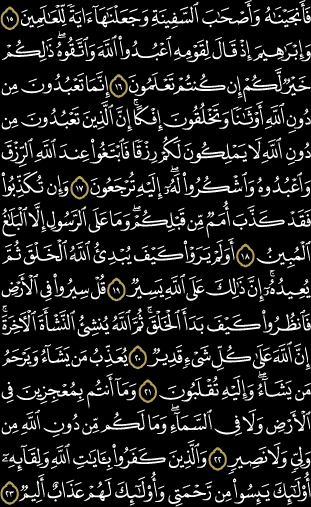 فَأَنجَيْنَٰهُ وَأَصْحَٰبَ ٱلسَّفِينَةِ وَجَعَلْنَٰهَآ ءَايَةً لِّلْعَٰلَمِينَ ١٥
وَإِبْرَٰهِيمَ إِذْ قَالَ لِقَوْمِهِ ٱعْبُدُوا۟ ٱللَّهَ وَٱتَّقُوهُ ۖ ذَٰلِكُمْ
خَيْرٌ لَّكُمْ إِن كُنتُمْ تَعْلَمُونَ ١٦ إِنَّمَا تَعْبُدُونَ مِن
دُونِ ٱللَّهِ أَوْثَٰنًا وَتَخْلُقُونَ إِفْكًا ۚ إِنَّ ٱلَّذِينَ تَعْبُدُونَ مِن
دُونِ ٱللَّهِ لَا يَمْلِكُونَ لَكُمْ رِزْقًا فَٱبْتَغُوا۟ عِندَ ٱللَّهِ ٱلرِّزْقَ
وَٱعْبُدُوهُ وَٱشْكُرُوا۟ لَهُۥٓ ۖ إِلَيْهِ تُرْجَعُونَ ١٧ وَإِن تُكَذِّبُوا۟
فَقَدْ كَذَّبَ أُمَمٌ مِّن قَبْلِكُمْ ۖ وَمَا عَلَى ٱلرَّسُولِ إِلَّا ٱلْبَلَٰغُ
ٱلْمُبِينُ ١٨ أَوَلَمْ يَرَوْا۟ كَيْفَ يُبْدِئُ ٱللَّهُ ٱلْخَلْقَ ثُمَّ
يُعِيدُهُۥٓ ۚ إِنَّ ذَٰلِكَ عَلَى ٱللَّهِ يَسِيرٌ ١٩ قُلْ سِيرُوا۟ فِى ٱلْأَرْضِ
فَٱنظُرُوا۟ كَيْفَ بَدَأَ ٱلْخَلْقَ ۚ ثُمَّ ٱللَّهُ يُنشِئُ ٱلنَّشْأَةَ ٱلْءَاخِرَةَ ۚ
إِنَّ ٱللَّهَ عَلَىٰ كُلِّ شَىْءٍ قَدِيرٌ ٢٠ يُعَذِّبُ مَن يَشَآءُ وَيَرْحَمُ
مَن يَشَآءُ ۖ وَإِلَيْهِ تُقْلَبُونَ ٢١ وَمَآ أَنتُم بِمُعْجِزِينَ فِى
ٱلْأَرْضِ وَلَا فِى ٱلسَّمَآءِ ۖ وَمَا لَكُم مِّن دُونِ ٱللَّهِ مِن
وَلِىٍّ وَلَا نَصِيرٍ ٢٢ وَٱلَّذِينَ كَفَرُوا۟ بِـَٔايَٰتِ ٱللَّهِ وَلِقَآئِهِۦٓ
أُو۟لَٰٓئِكَ يَئِسُوا۟ مِن رَّحْمَتِى وَأُو۟لَٰٓئِكَ لَهُمْ عَذَابٌ أَلِيمٌ ٢٣